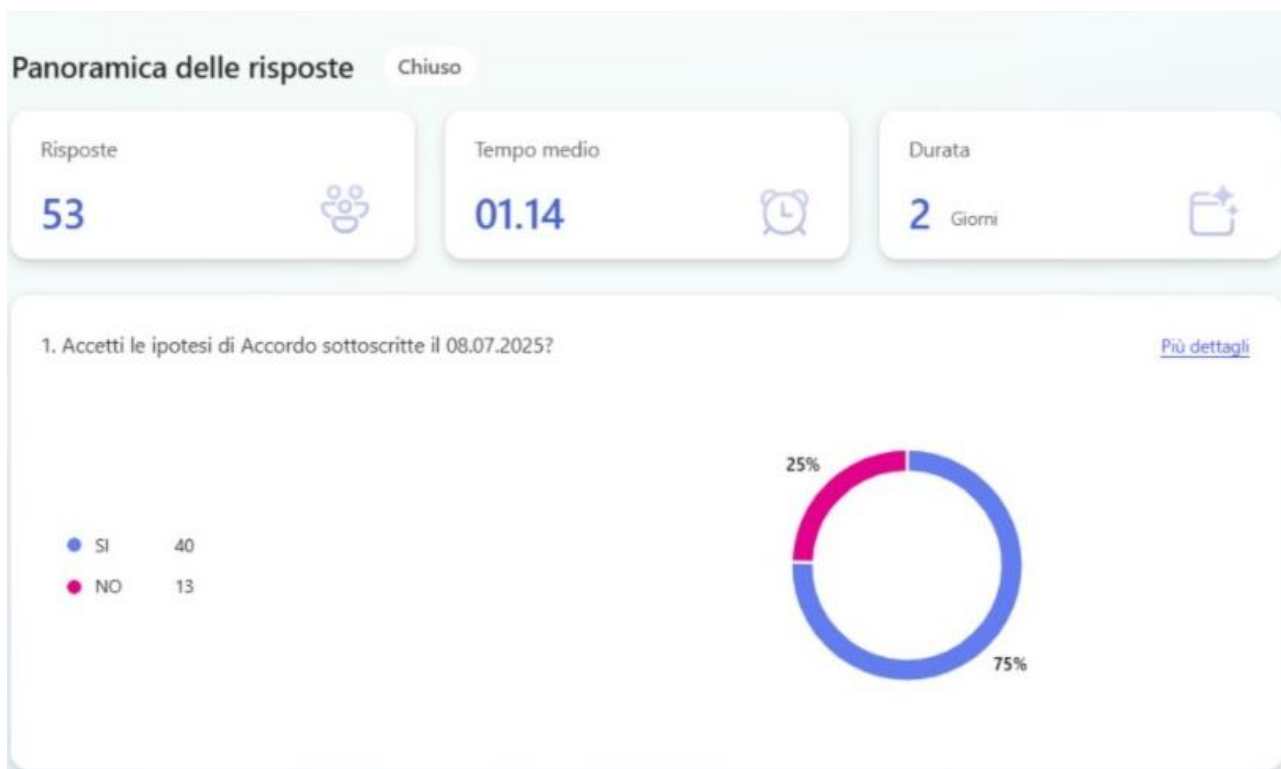 Panoramica delle risposte Chiuso
Risposte
53
Tempo medio
01.14
Durata
2 Giorni
1. Accetti le ipotesi di Accordo sottoscritte il 08.07.2025?
Più dettagli
SI 40
NO 13
25%
75%